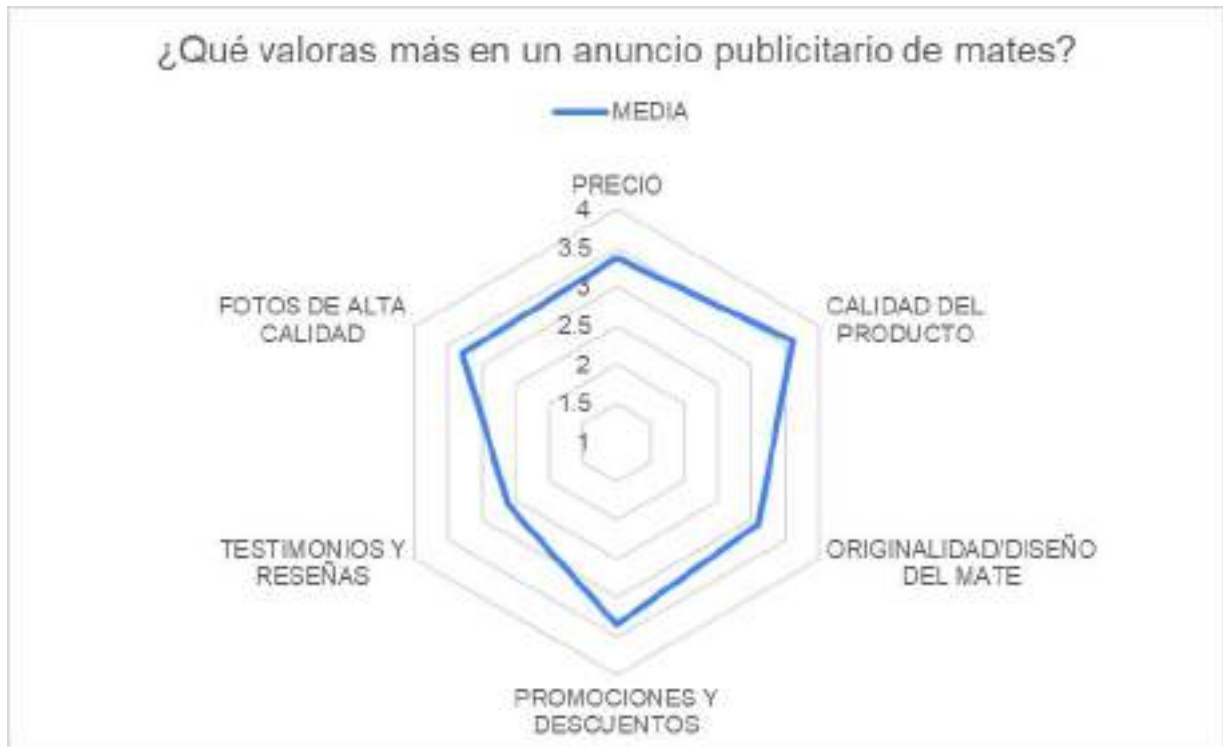 ¿Qué valoras más en un anuncio publicitario de mates?
MEDIA
PRECIO
4
3.5
3
2.5
2
1.5
1
FOTOS DE ALTA
CALIDAD
CALIDAD DEL
PRODUCTO
TESTIMONIOS Y
RESEÑAS
ORIGINALIDAD/DISEÑO
DEL MATE
PROMOCIONES Y
DESCUENTOS